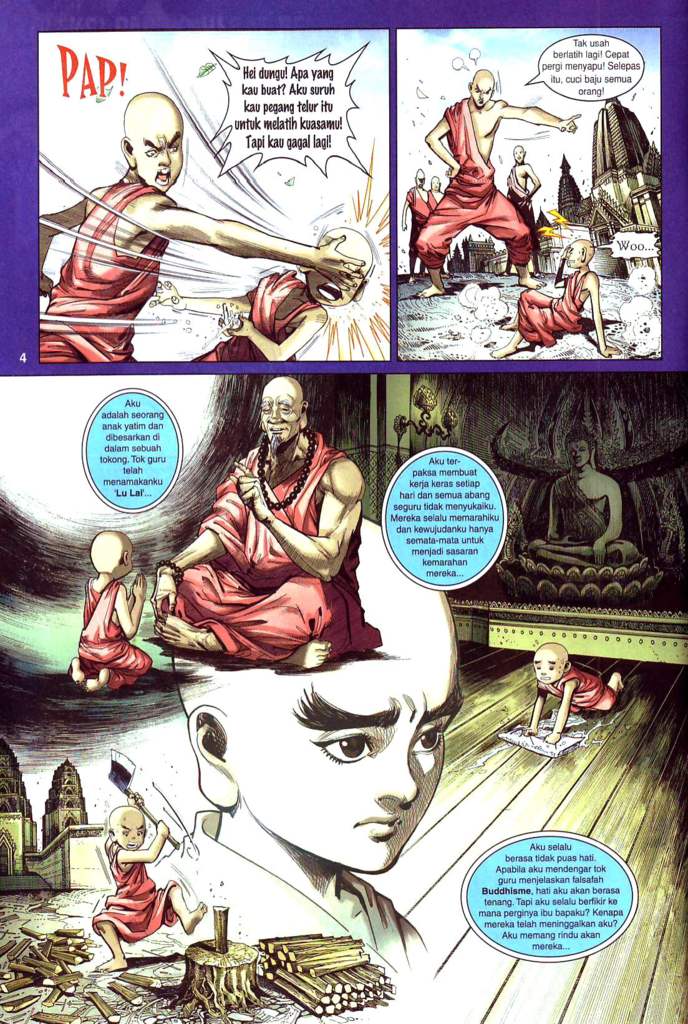 PAP!
Hei dungu! Apa yang
kau buat? Aku suruh
kau pegang telur itu
untuk melatih kuasamu!
Tapi kau gagal lagi!
Tak usah
berlatih lagi! Cepat
pergi menyapu! Selepas
itu, cuci baju semua
orang!
Woo...
4
Aku
adalah seorang
anak yatim dan
dibesarkan di
dalam sebuah
tokong. Tok guru
menamakanku
'Lu Lal'...
Aku ter-
paksa membuat
kerja keras setiap
hari dan semua abang
seguru tidak menyukaiku.
Mereka selalu memarahiku
dan kewujudanku hanya
semata-mata untuk
menjadi sasaran
kemarahan
mereka...
Aku selalu
berasa tidak puas hati.
Apabila aku mendengar tok
guru menjelaskan falsafah
Buddhisme, hati aku akan berasa
tenang. Tapi aku selalu berfikir ke
mana perginya ibu bapaku? Kenapa
mereka telah meninggalkan aku?
Aku memang rindu akan
mereka...